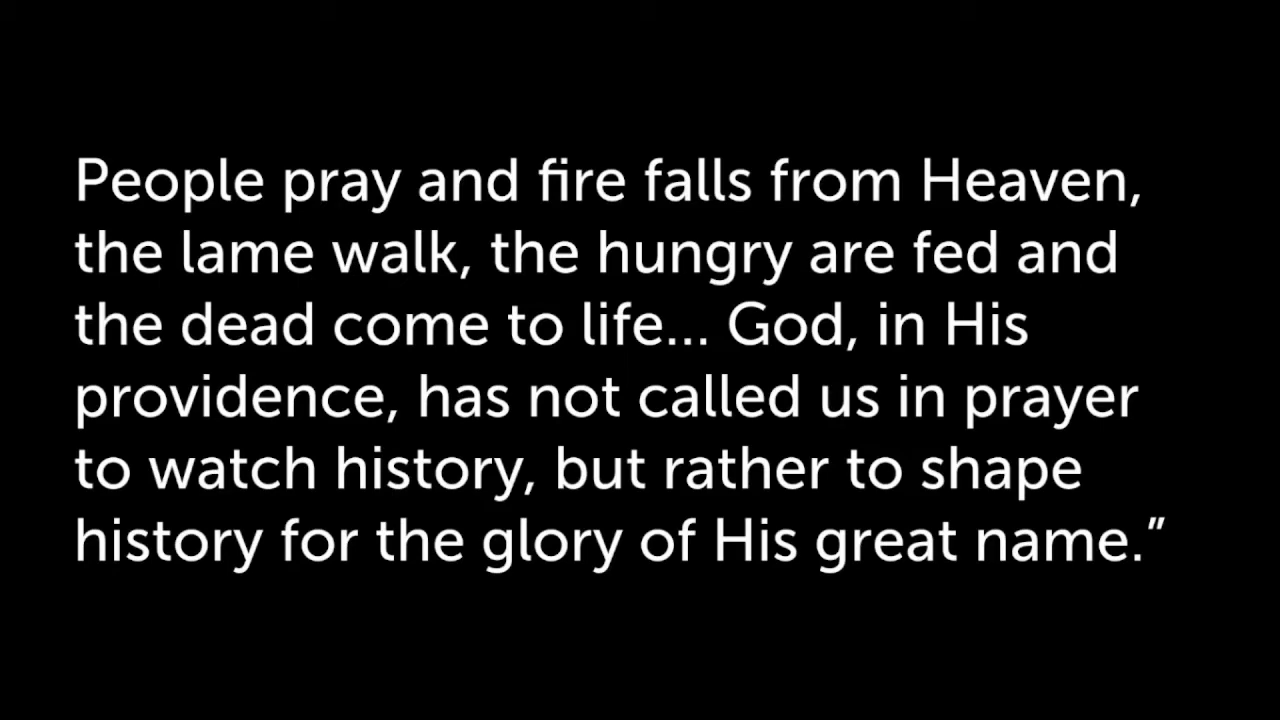 People pray and fire falls from Heaven,
the lame walk, the hungry are fed and
the dead come to life... God, in His
providence, has not called us in prayer
to watch history, but rather to shape
history for the glory of His great name.”